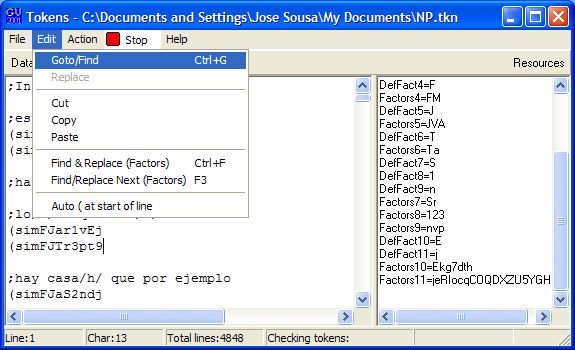 GV
2001
Tokens - C:\Documents and Settings\Jose Sousa\My Documents\NP.tkn
File Edit Action Stop Help
Data Resources
Goto/Find Ctrl+G
Replace
Cut
Copy
Paste
Find & Replace (Factors) Ctrl+F
Find/Replace Next (Factors) F3
Auto ( at start of line
;In
;es
(sim
(si
;ha
;lo
(simFJar1vEj
(simFJTr3pt9
;hay casa/h/ que por ejemplo
(simFJaS2ndj
DefFact4=F
Factors4=FM
DefFact5=J
Factors5=JVA
DefFact6=T
Factors6=Ta
DefFact7=S
DefFact8=1
DefFact9=n
Factors7=Sr
Factors8=123
Factors9=nvp
DefFact10=E
DefFact11=j
Factors10=Ekg7dth
Factors11=jeRIocqCOQDXZU5YGH
Line:1 Char:13 Total lines:4848 Checking tokens: